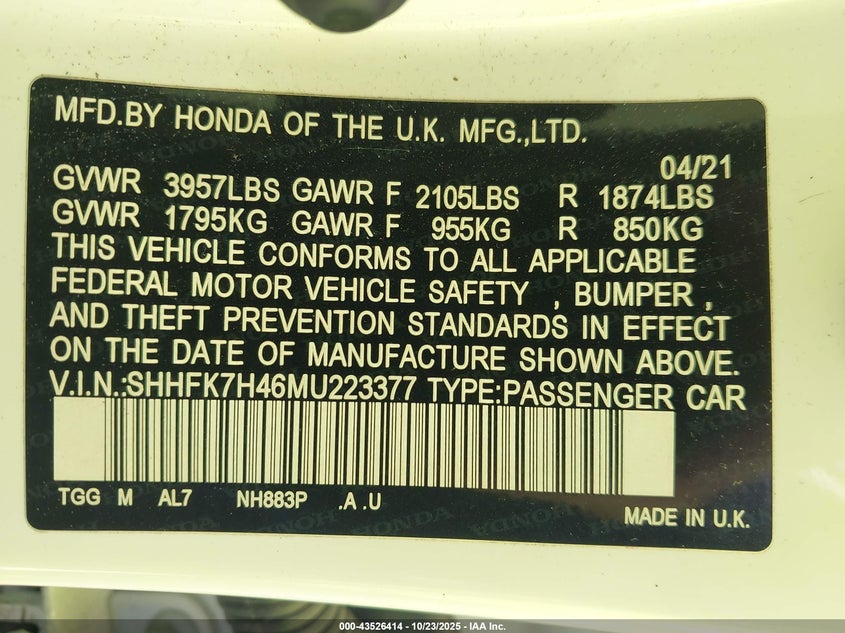 MFD.BY HONDA OF THE U.K. MFG.,LTD.
04/21
GVWR 3957LBS GAWR F 2105LBS R 1874LBS
GVWR 1795KG GAWR F 955KG R 850KG
THIS VEHICLE CONFORMS TO ALL APPLICABLE
FEDERAL MOTOR VEHICLE SAFETY , BUMPER ,
AND THEFT PREVENTION STANDARDS IN EFFECT
ON THE DATE OF MANUFACTURE SHOWN ABOVE.
V.I.N.:SHHFK7H46MU223377 TYPE:PASSENGER CAR
TGG M AL7 NH883P .A .U
MADE IN U.K.
000-43526414 - 10/23/2025 - IAA Inc.